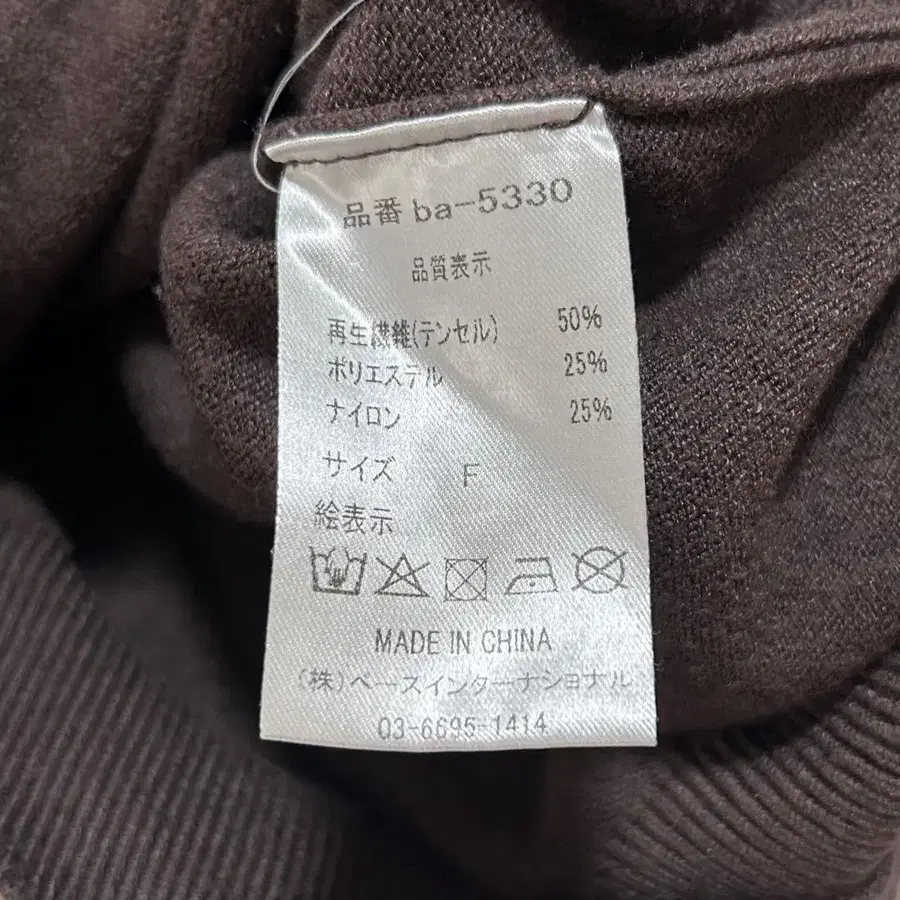 品番 ba-5330
品質表示
再生繊維(テンセル) 50%
ポリエステル 25%
ナイロン 25%
サイズ F
絵表示
MADE IN CHINA
(株)ベースインターナショナル
03-6695-1414